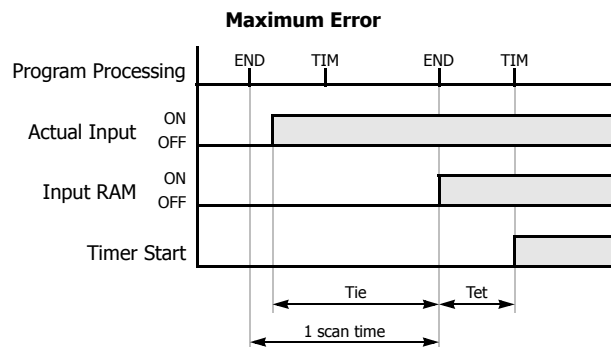 Maximum Error
END TIM END TIM
Program Processing
ON
Actual Input
OFF
ON
Input RAM
OFF
Timer Start
Tie Tet
1 scan time